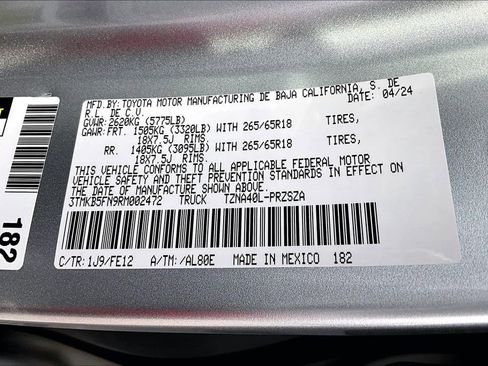 MFD.BY:TOYOTA MOTOR MANUFACTURING DE BAJA CALIFORNIA, S. DE
R.L. DE C.V. DATE: 04/24
GVWR: 2620KG (5775LB)
GAWR: FRT. 1505KG (3320LB) WITH 265/65R18 TIRES,
18X7.5J RIMS.
RR. 1405KG (3095LB) WITH 265/65R18 TIRES,
18X7.5J RIMS.
THIS VEHICLE CONFORMS TO ALL APPLICABLE FEDERAL MOTOR
VEHICLE SAFETY AND THEFT PREVENTION STANDARDS IN EFFECT ON
THE DATE OF MANUFACTURE SHOWN ABOVE.
3TMKB5FN9RM002472 TRUCK TZNA40L-PRZSZA
C/TR: 1J9/FE12 A/TM: /AL80E MADE IN MEXICO 182
182